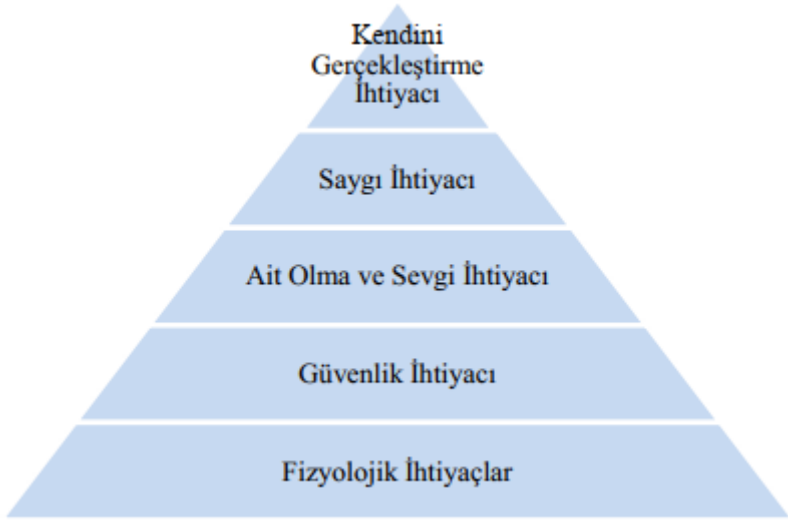 Kendini
Gerçekleştirme
İhtiyacı
Saygı İhtiyacı
Ait Olma ve Sevgi İhtiyacı
Güvenlik İhtiyacı
Fizyolojik İhtiyaçlar